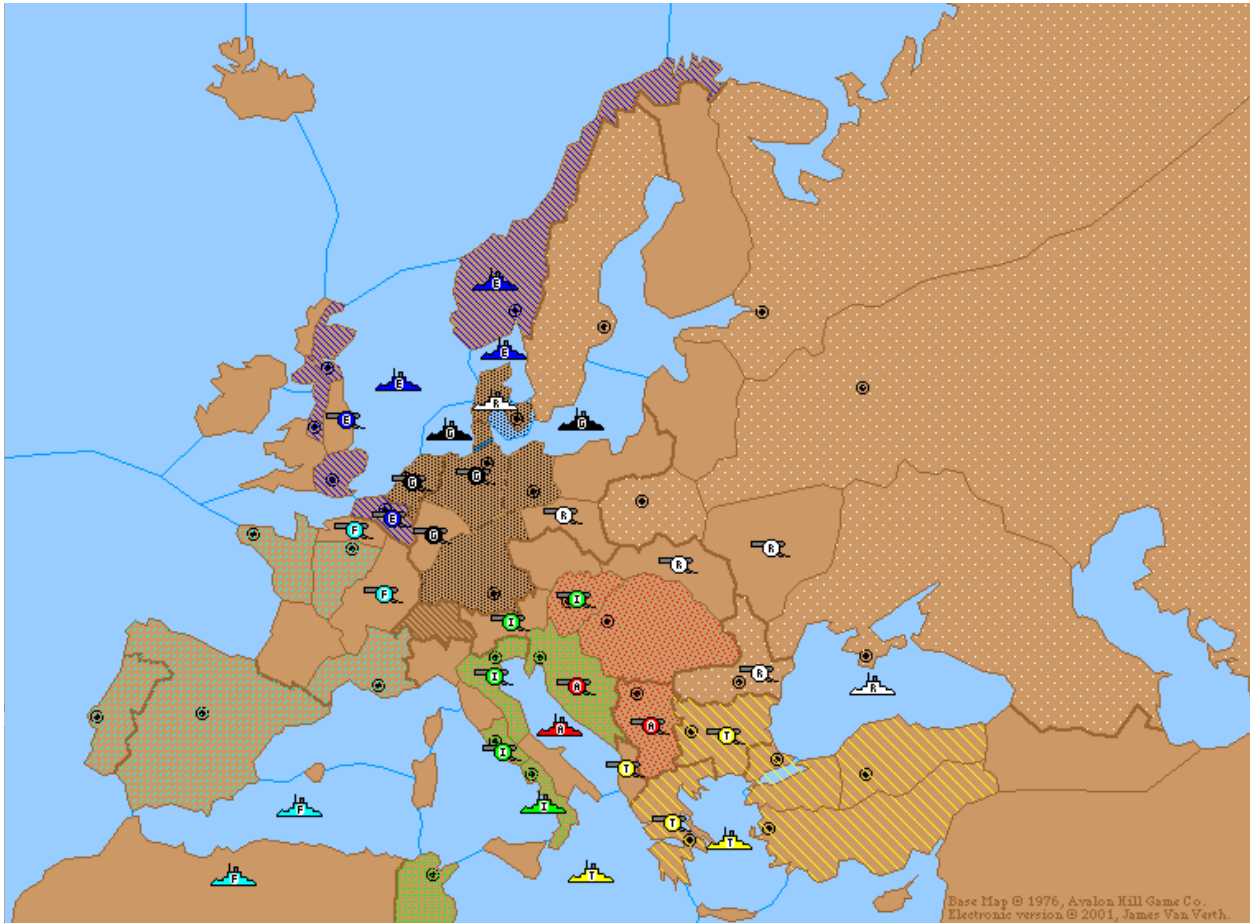 E
E
E
R
E
G
G
G
G
R
E
F
G
R
R
F
I
I
R
I
A
R
A
A
T
I
T
I
F
T
T
T
F
Base Map © 1976, Avalon Hill Game Co.
Electronic version © 2001, James Van Verth.